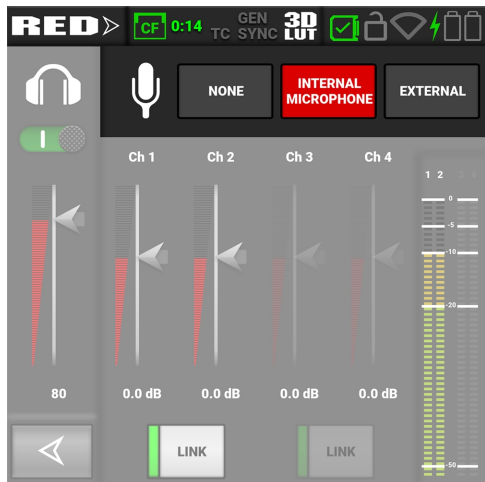 RED
CF 0:14
GEN
TC SYNC
3D
LUT
NONE
INTERNAL
MICROPHONE
EXTERNAL
Ch 1 Ch 2 Ch 3 Ch 4
1 2 3 4
0
-5
-10
-20
-50
80 0.0 dB 0.0 dB 0.0 dB 0.0 dB
LINK LINK